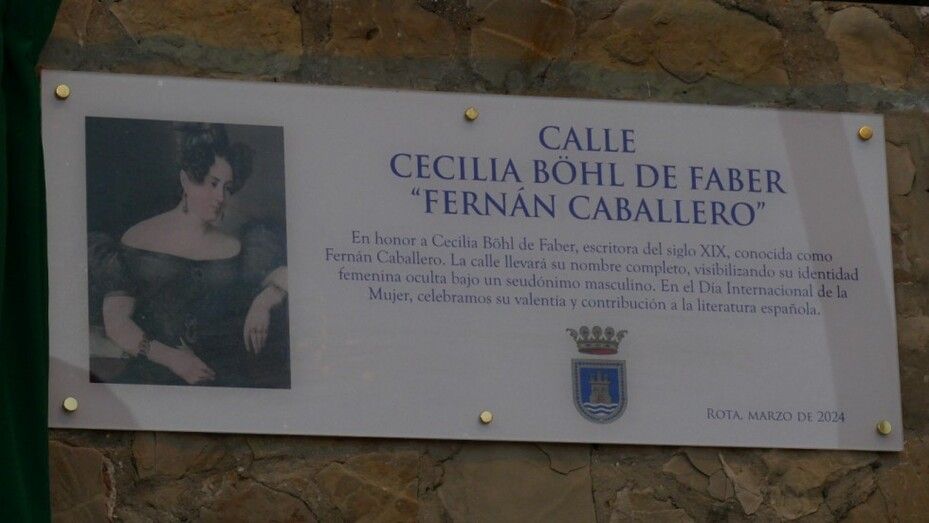 CALLE
CECILIA BÖHL DE FABER
“FERNÁN CABALLERO”
En honor a Cecilia Böhl de Faber, escritora del siglo XIX, conocida como
Fernán Caballero. La calle llevará su nombre completo, visibilizando su identidad
femenina oculta bajo un seudónimo masculino. En el Día Internacional de la
Mujer, celebramos su valentía y contribución a la literatura española.
ROTA, MARZO DE 2024